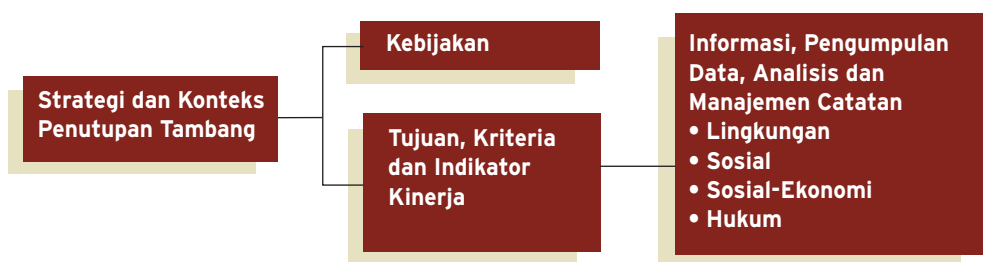 Strategi dan Konteks
Penutupan Tambang
Kebijakan
Tujuan, Kriteria
dan Indikator
Kinerja
Informasi, Pengumpulan
Data, Analisis dan
Manajemen Catatan
• Lingkungan
• Sosial
• Sosial-Ekonomi
• Hukum